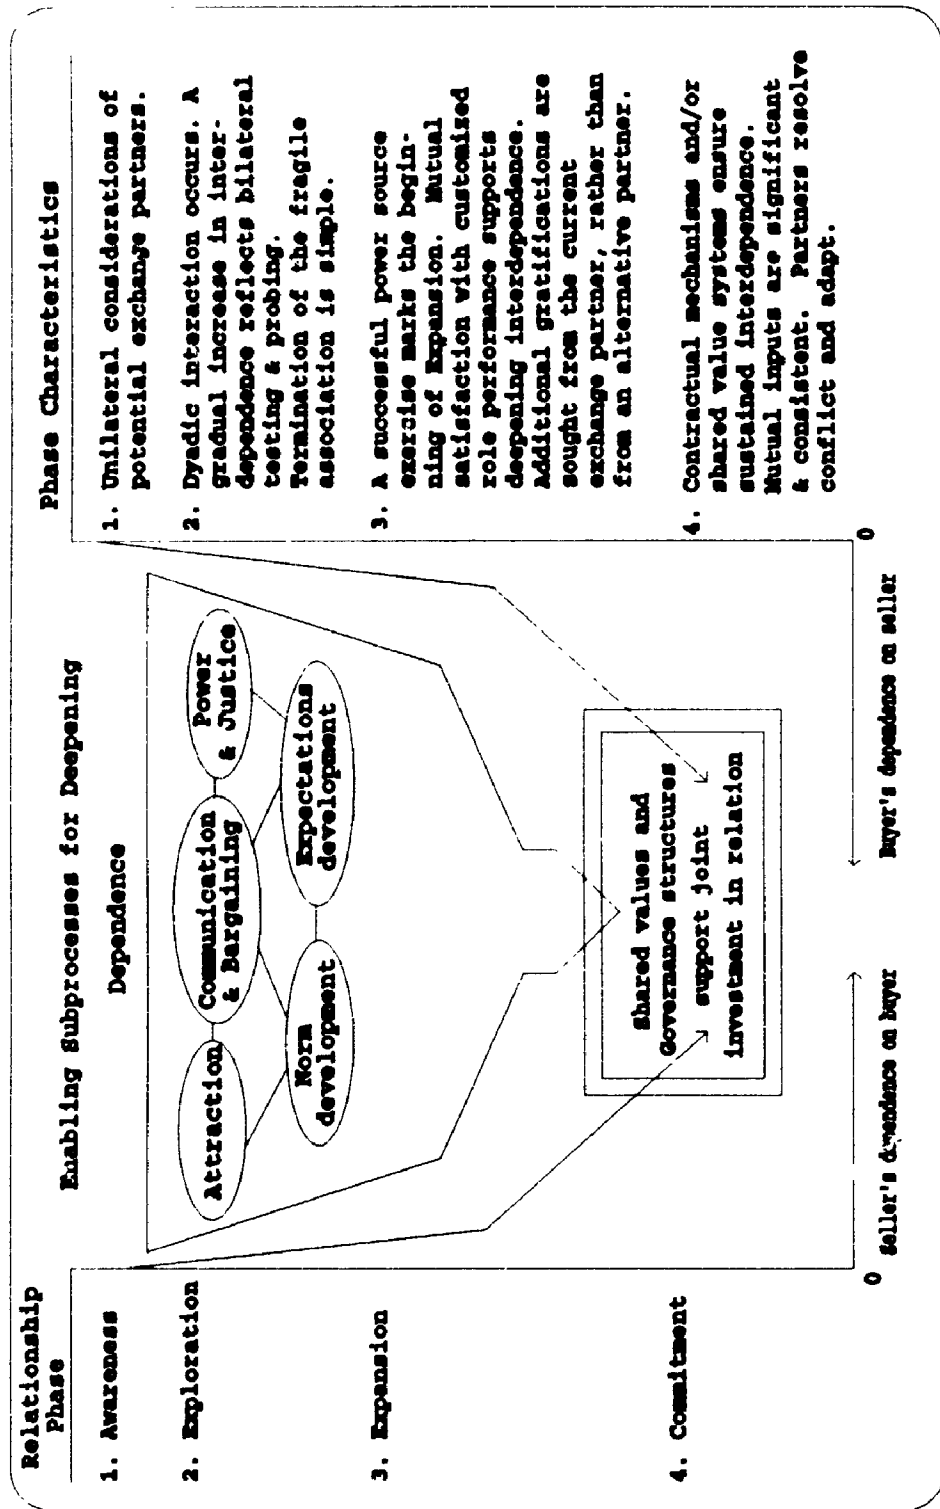 Relationship
Phase
1. Awareness
2. Exploration
3. Expansion
4. Commitment
Enabling Subprocesses for Deepening
Dependence
Attraction
Communication
& Bargaining
Power
& Justice
Norm
development
Expectations
development
Shared values and
Governance structures
support joint
investment in relation
0
Seller's dependence on buyer
Buyer's dependence on seller
0
Phase Characteristics
1. Unilateral considerations of
potential exchange partners.
2. Dyadic interaction occurs. A
gradual increase in inter-
dependence reflects bilateral
testing & probing.
Termination of the fragile
association is simple.
3. A successful power source
exercise marks the begin-
ning of Expansion. Mutual
satisfaction with customized
role performance supports
deepening interdependence.
Additional gratifications are
sought from the current
exchange partner, rather than
from an alternative partner.
4. Contractual mechanisms and/or
shared value systems ensure
sustained interdependence.
Mutual inputs are significant
& consistent. Partners resolve
conflict and adapt.